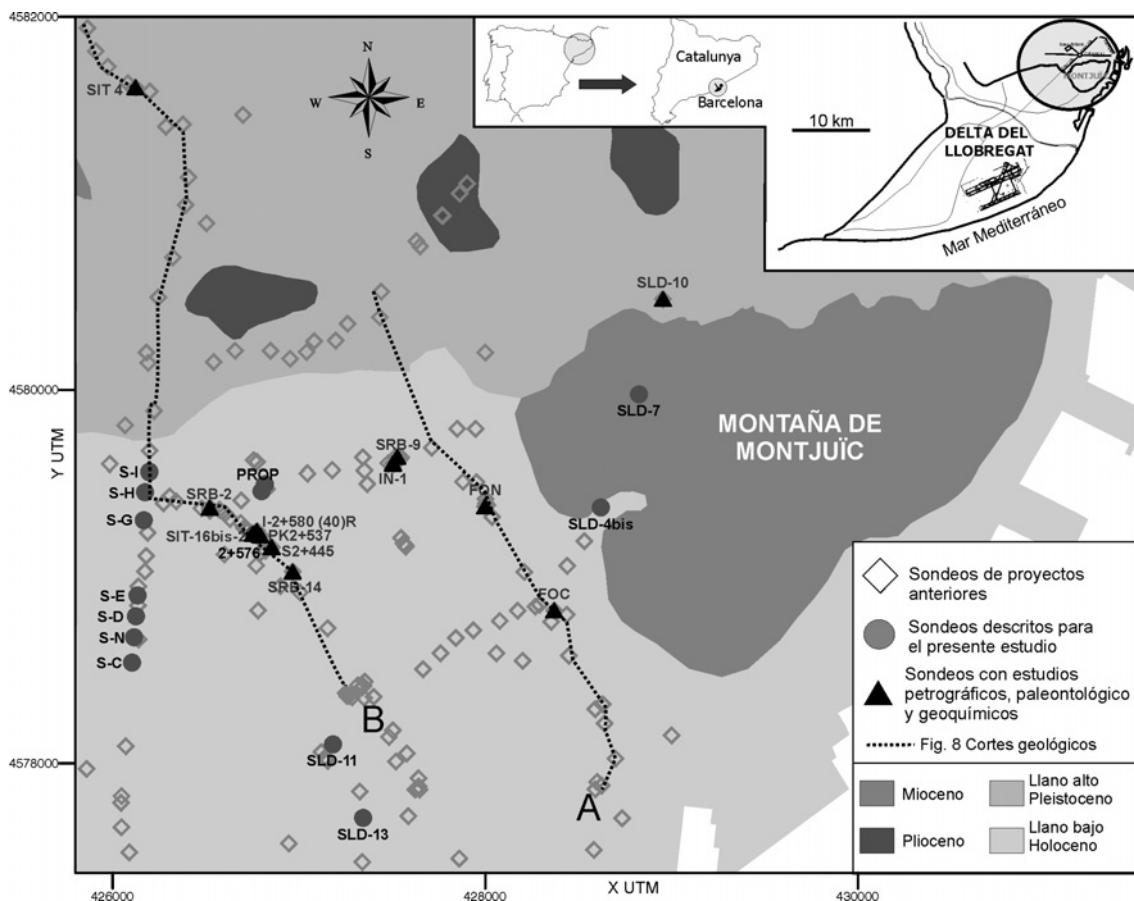 4582000
4580000
4578000
Y UTM
426000
428000
430000
X UTM
N
W
E
S
Catalunya
Barcelona
10 km
MONTJUÏC
DELTA DEL
LLOBREGAT
Mar Mediterráneo
SIT 4
SLD-10
SLD-7
MONTAÑA DE
MONTJUÏC
SRB-9
IN-1
S-I
S-H
S-G
PROP
SRB-2
FON
SLD-4bis
I-2+580 (40)R
SIT-16bis-2
PK2+537
2+576
S2+445
SRB-14
FOC
S-E
S-D
S-N
S-C
B
SLD-11
A
SLD-13
Sondeos de proyectos
anteriores
Sondeos descritos para
el presente estudio
Sondeos con estudios
petrográficos, paleontológico
y geoquímicos
Fig. 8 Cortes geológicos
Mioceno
Llano alto
Pleistoceno
Plioceno
Llano bajo
Holoceno